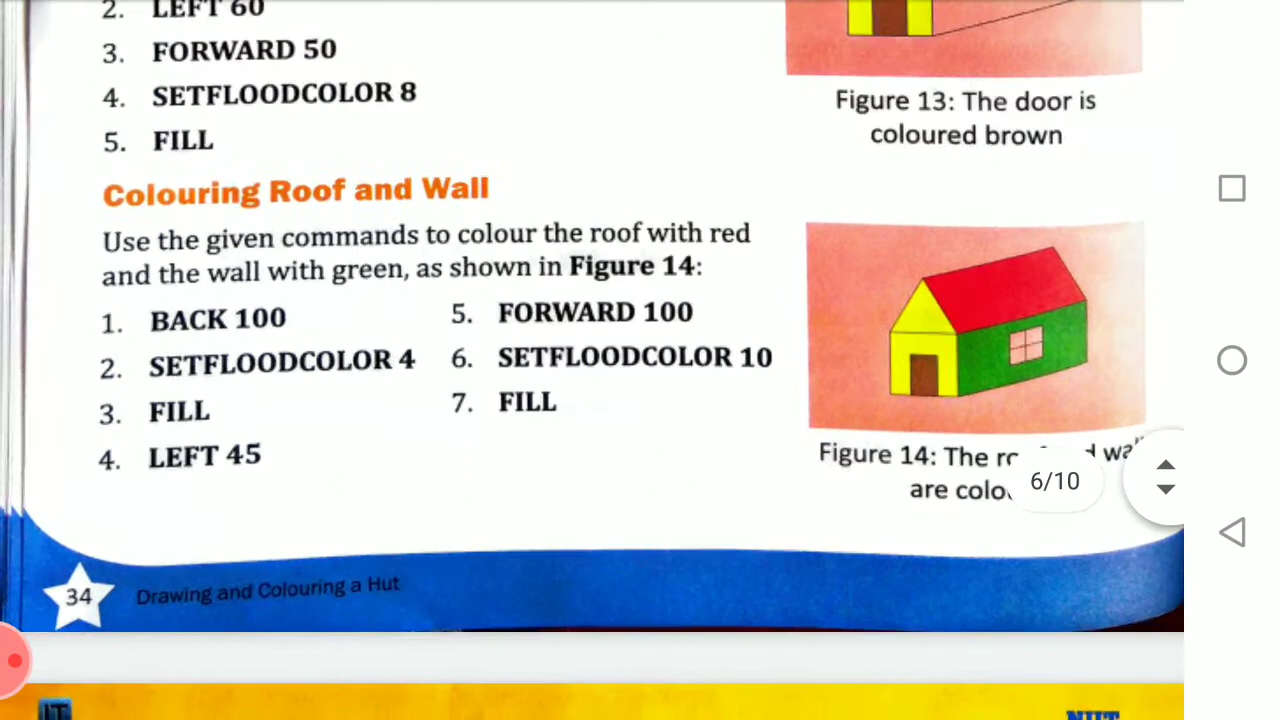 2. LEFT 60
3. FORWARD 50
4. SETFLOODCOLOR 8
5. FILL
Figure 13: The door is
coloured brown
Colouring Roof and Wall
Use the given commands to colour the roof with red
and the wall with green, as shown in Figure 14:
1. BACK 100
2. SETFLOODCOLOR 4
3. FILL
4. LEFT 45
5. FORWARD 100
6. SETFLOODCOLOR 10
7. FILL
Figure 14: The
are
6/10
34 Drawing and Colouring a Hut
IT
NIIT